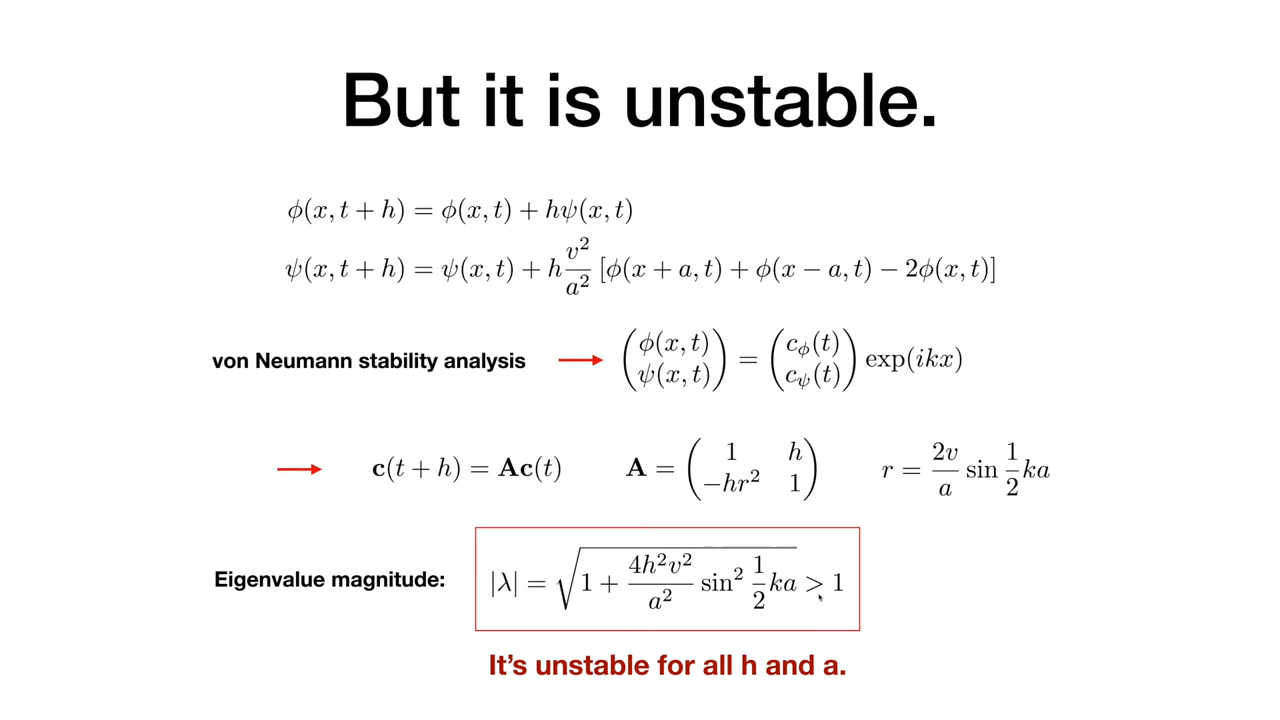 But it is unstable.
ϕ(x, t + h) = ϕ(x, t) + hψ(x, t)
ψ(x, t + h) = ψ(x, t) + h v²/a² [ϕ(x + a, t) + ϕ(x − a, t) − 2ϕ(x, t)]
von Neumann stability analysis → (ϕ(x, t) ψ(x, t)) = (c_ϕ(t) c_ψ(t)) exp(ikx)
→ c(t + h) = Ac(t) A = (1 h −hr² 1) r = 2v/a sin 1/2 ka
Eigenvalue magnitude: |λ| = √(1 + 4h²v²/a² sin² 1/2 ka) > 1
It's unstable for all h and a.